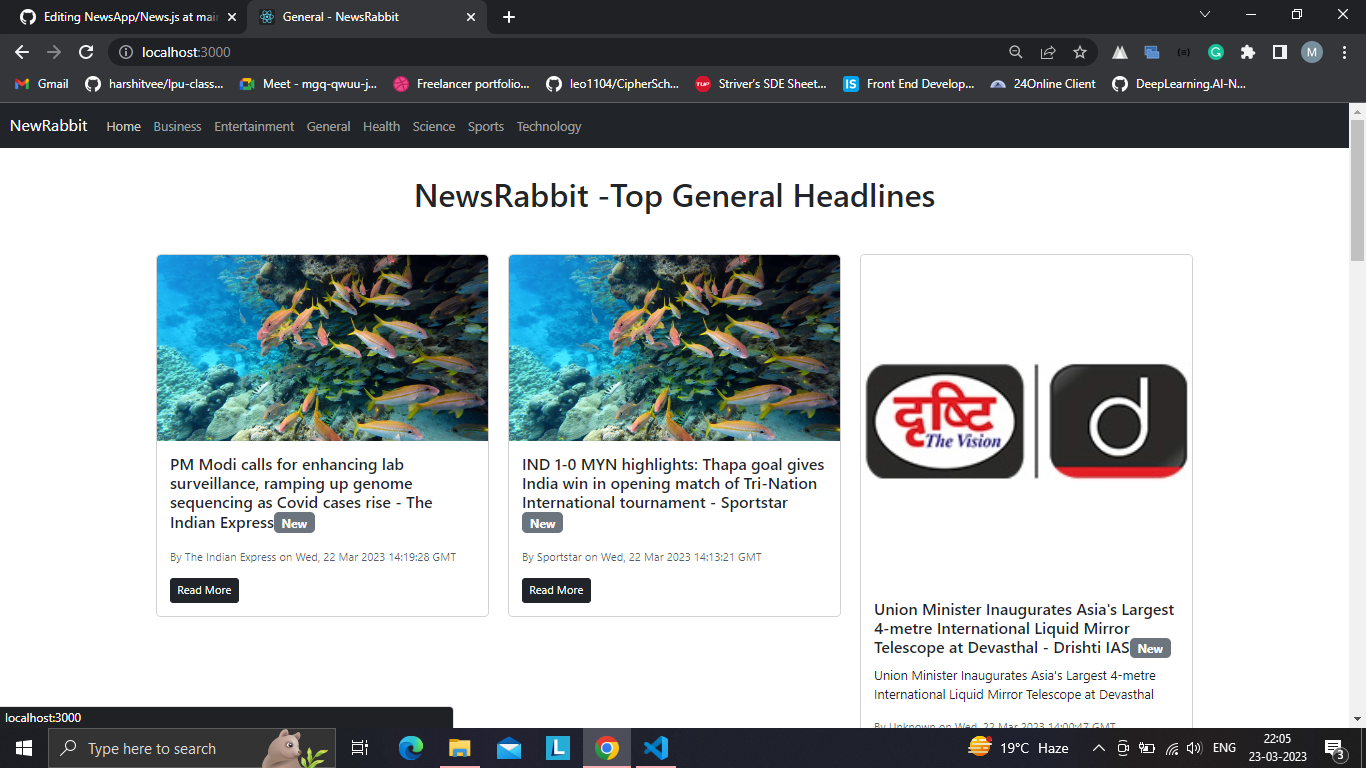 Editing NewsApp/News.js at mai
General - NewsRabbit
localhost:3000
Gmail
harshitvee/lpu-class...
Meet - mgq-qwuu-j...
Freelancer portfolio...
leo1104/CipherSch...
TUF
Striver's SDE Sheet...
IS
Front End Develop...
24Online Client
DeepLearning.AI-N...
M
NewRabbit
Home
Business
Entertainment
General
Health
Science
Sports
Technology
NewsRabbit -Top General Headlines
PM Modi calls for enhancing lab
surveillance, ramping up genome
sequencing as Covid cases rise - The
Indian Express New
By The Indian Express on Wed, 22 Mar 2023 14:19:28 GMT
Read More
IND 1-0 MYN highlights: Thapa goal gives
India win in opening match of Tri-Nation
International tournament - Sportstar
New
By Sportstar on Wed, 22 Mar 2023 14:13:21 GMT
Read More
दृष्टि
The Vision
d
Union Minister Inaugurates Asia's Largest
4-metre International Liquid Mirror
Telescope at Devasthal - Drishti IAS New
Union Minister Inaugurates Asia's Largest 4-metre
International Liquid Mirror Telescope at Devasthal
By Unknown on Wed, 22 Mar 2023 14:00:47 GMT
localhost:3000
Type here to search
L
19°C Haze
ENG
22:05
23-03-2023
3